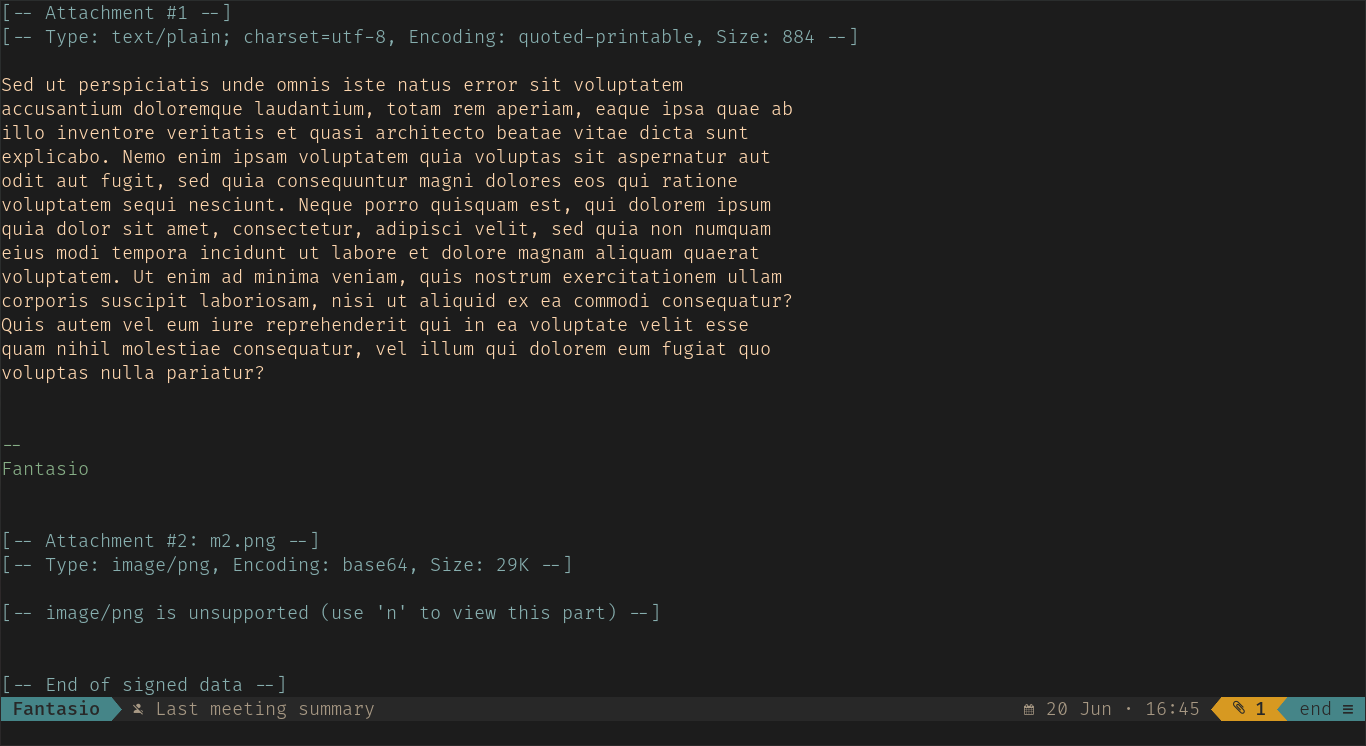 [-- Attachment #1 --]
[-- Type: text/plain; charset=utf-8, Encoding: quoted-printable, Size: 884 --]
Sed ut perspiciatis unde omnis iste natus error sit voluptatem
accusantium doloremque laudantium, totam rem aperiam, eaque ipsa quae ab
illo inventore veritatis et quasi architecto beatae vitae dicta sunt
explicabo. Nemo enim ipsam voluptatem quia voluptas sit aspernatur aut
odit aut fugit, sed quia consequuntur magni dolores eos qui ratione
voluptatem sequi nesciunt. Neque porro quisquam est, qui dolorem ipsum
quia dolor sit amet, consectetur, adipisci velit, sed quia non numquam
eius modi tempora incidunt ut labore et dolore magnam aliquam quaerat
voluptatem. Ut enim ad minima veniam, quis nostrum exercitationem ullam
corporis suscipit laboriosam, nisi ut aliquid ex ea commodi consequatur?
Quis autem vel eum iure reprehenderit qui in ea voluptate velit esse
quam nihil molestiae consequatur, vel illum qui dolorem eum fugiat quo
voluptas nulla pariatur?
--
Fantasio
[-- Attachment #2: m2.png --]
[-- Type: image/png, Encoding: base64, Size: 29K --]
[-- image/png is unsupported (use 'n' to view this part) --]
[-- End of signed data --]
Fantasio Last meeting summary 20 Jun · 16:45 1 end ≡